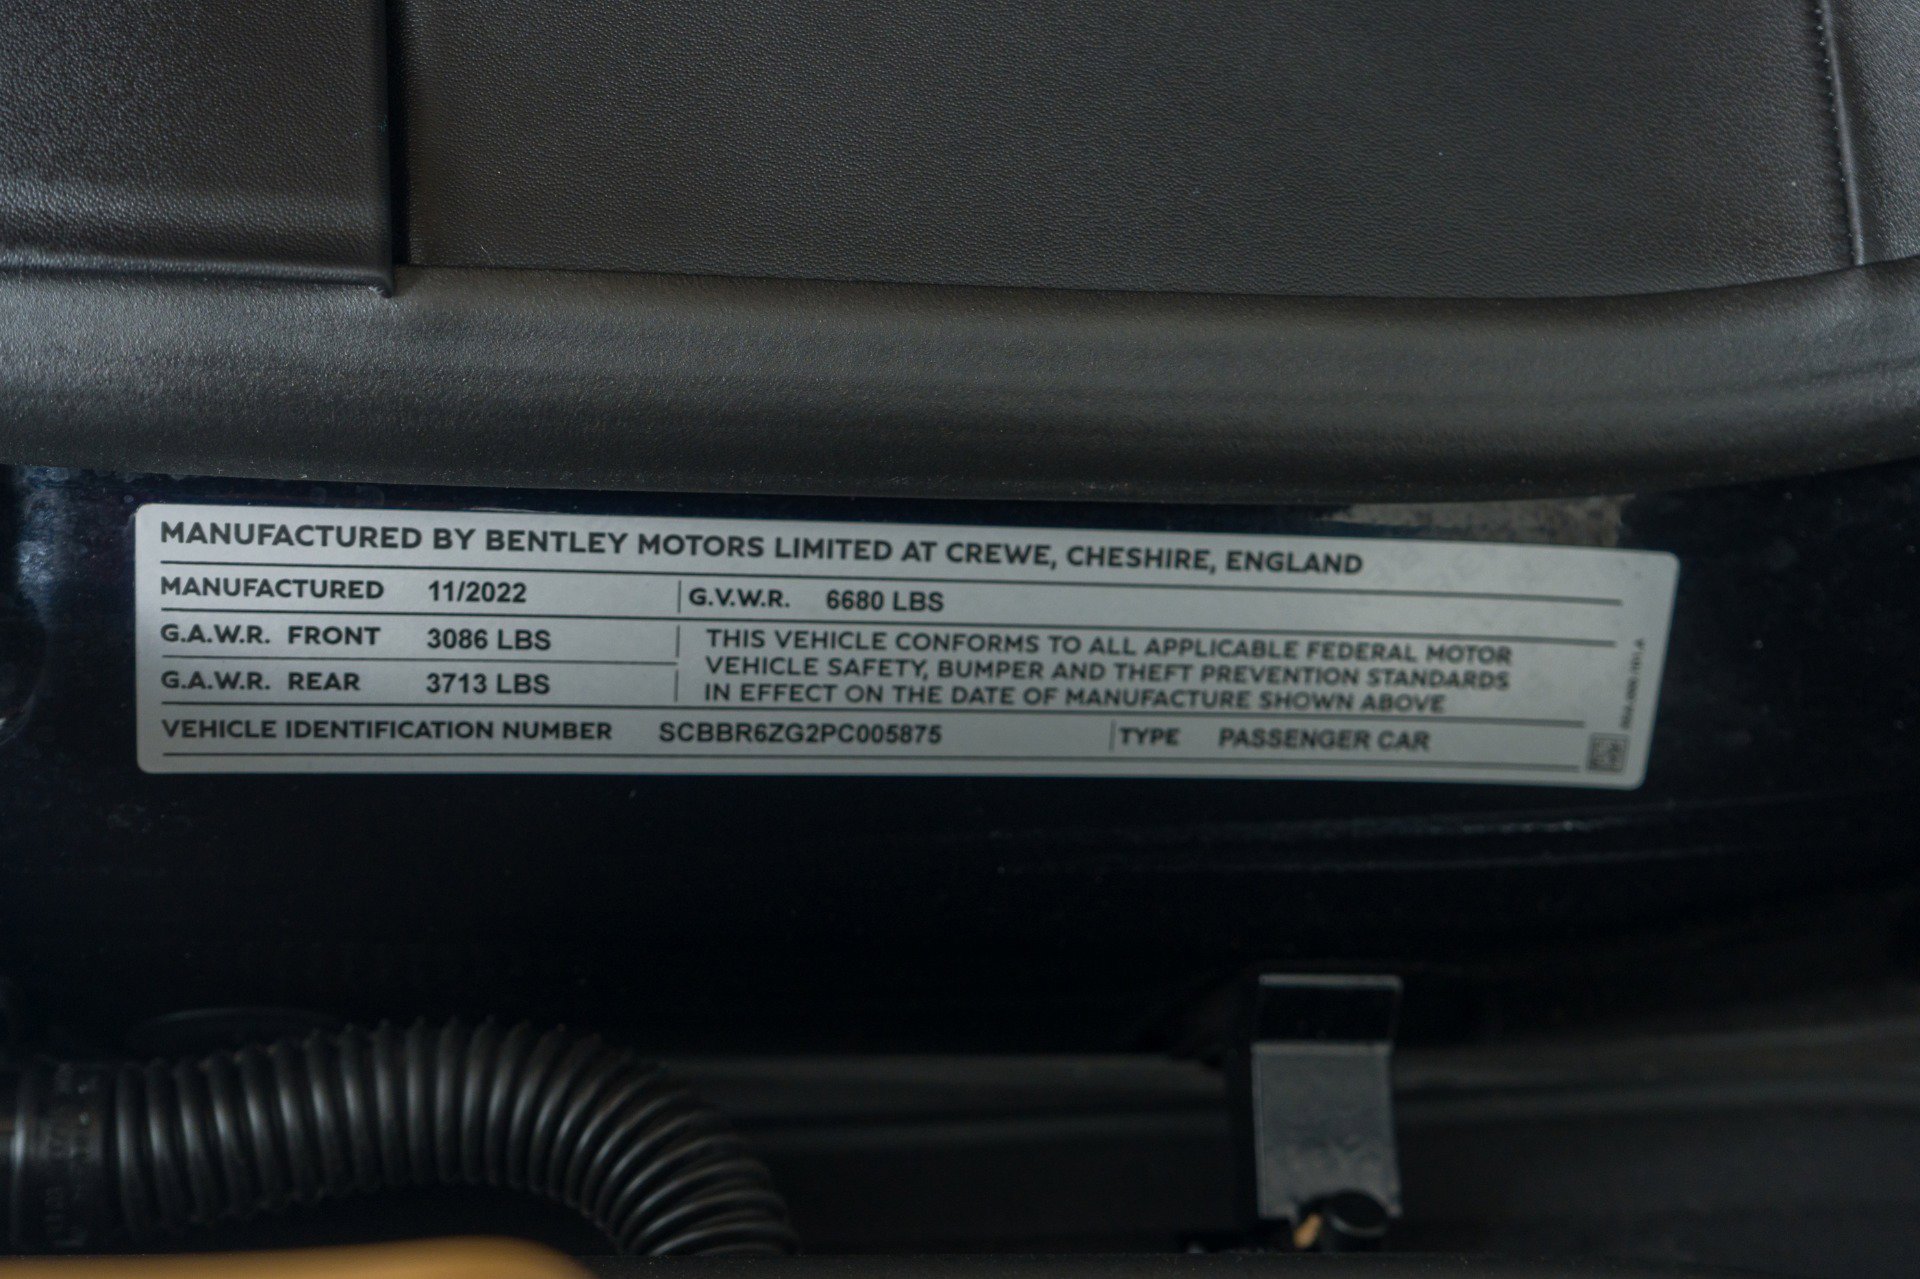 MANUFACTURED BY BENTLEY MOTORS LIMITED AT CREWE, CHESHIRE, ENGLAND
MANUFACTURED 11/2022 G.V.W.R. 6680 LBS
G.A.W.R. FRONT 3086 LBS
G.A.W.R. REAR 3713 LBS
THIS VEHICLE CONFORMS TO ALL APPLICABLE FEDERAL MOTOR
VEHICLE SAFETY, BUMPER AND THEFT PREVENTION STANDARDS
IN EFFECT ON THE DATE OF MANUFACTURE SHOWN ABOVE
VEHICLE IDENTIFICATION NUMBER SCBBR6ZG2PC005875 TYPE PASSENGER CAR